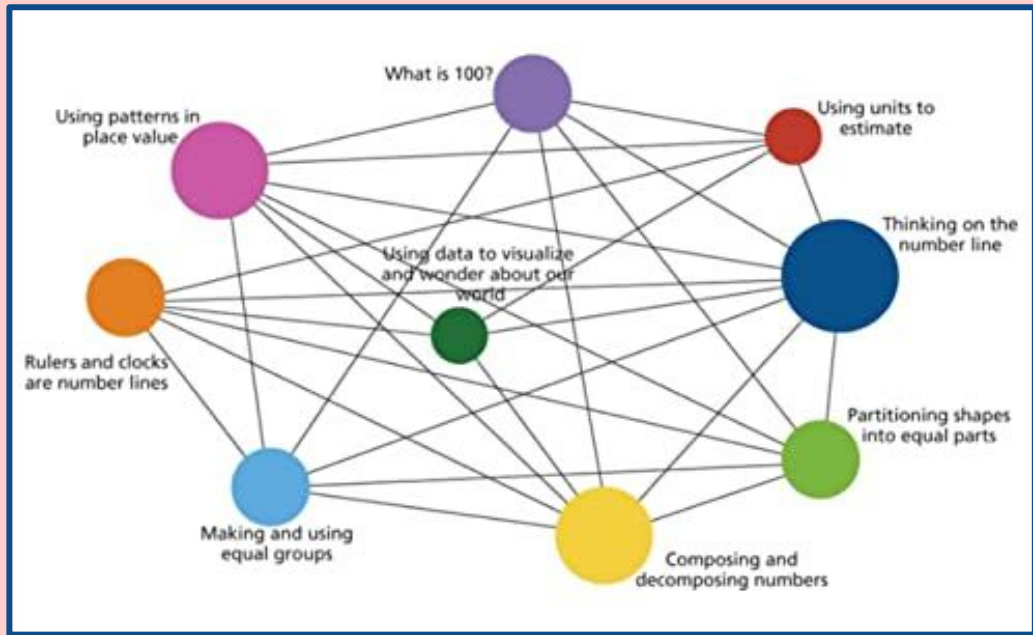 What is 100?
Using patterns in
place value
Using units to
estimate
Thinking on the
number line
Using data to visualize
and wonder about our
world
Rulers and clocks
are number lines
Partitioning shapes
into equal parts
Making and using
equal groups
Composing and
decomposing numbers